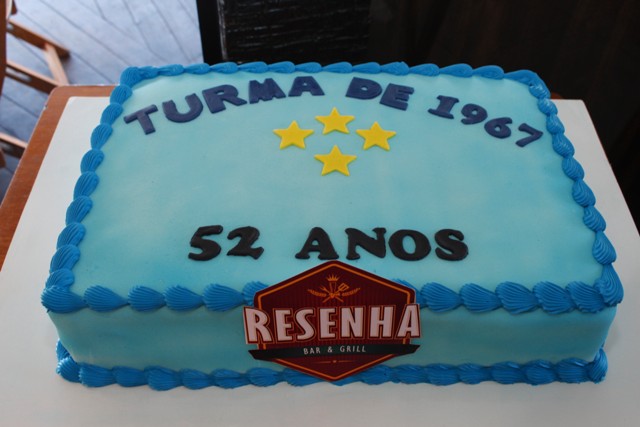 TURMA DE 1967
52 ANOS
RESENHA
BAR & GRILL